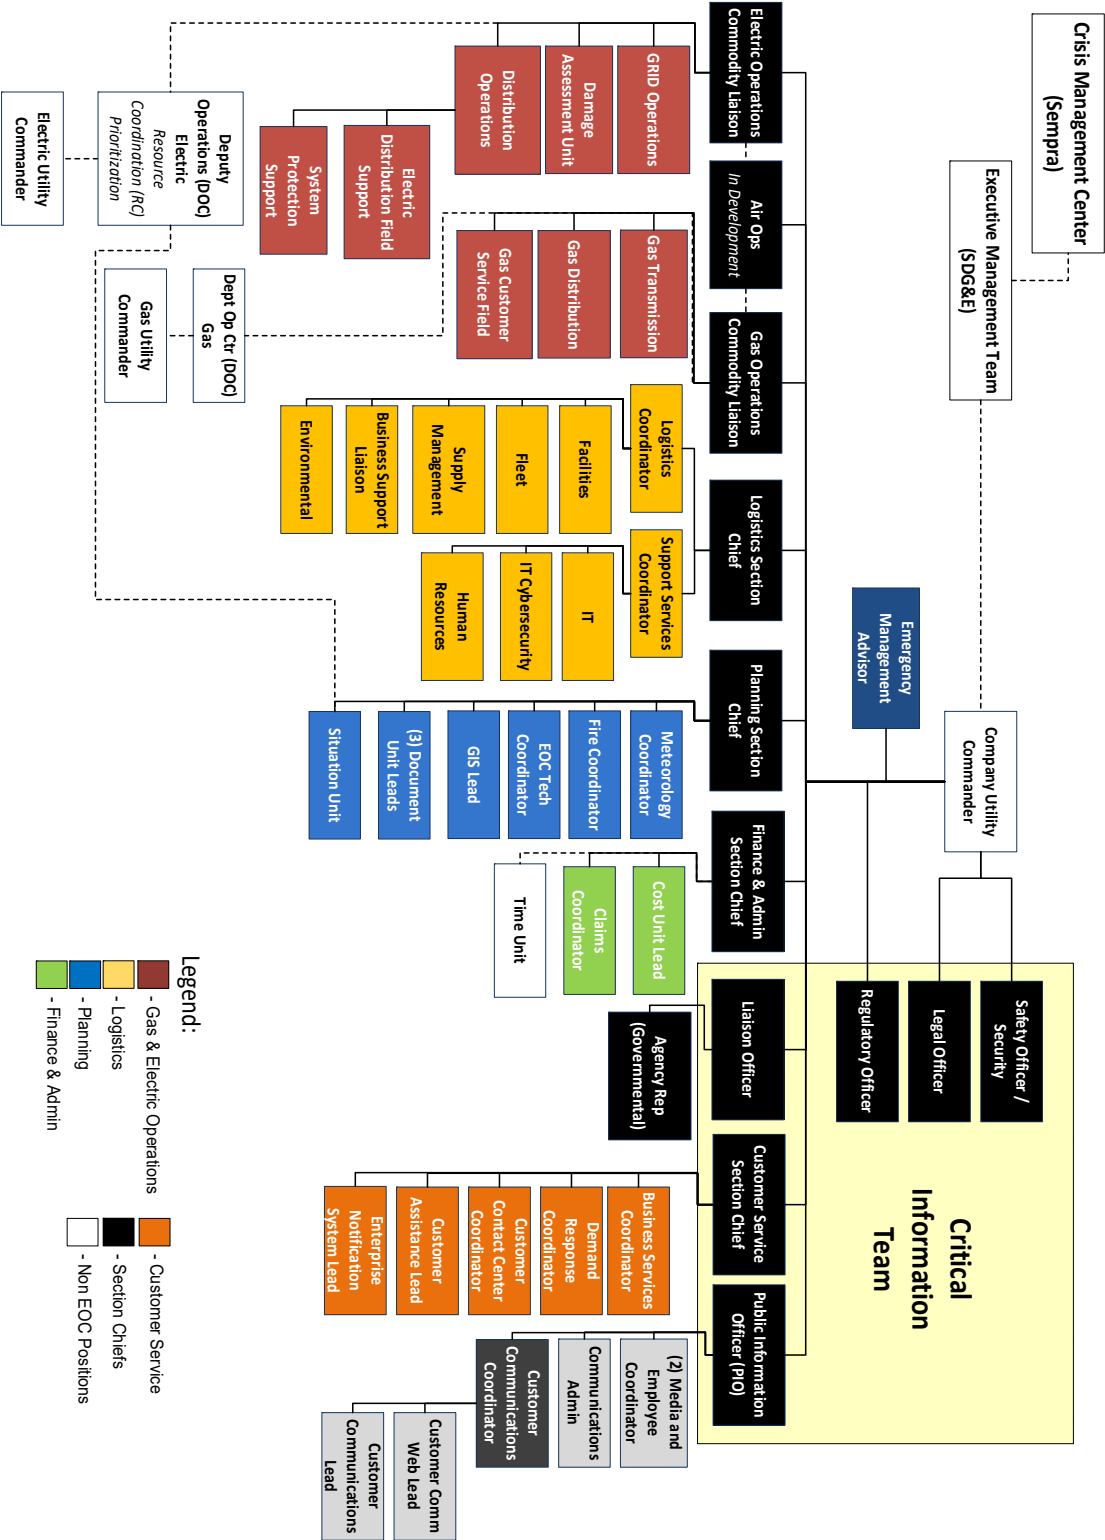 Crisis Management Center
(Sempra)
Executive Management Team
(SDG&E)
Company Utility
Commander
Emergency
Management
Advisor
Safety Officer /
Security
Legal Officer
Regulatory Officer
Critical
Information
Team
Electric Operations
Commodity Liaison
Air Ops
In Development
Gas Operations
Commodity Liaison
Logistics Section
Chief
Planning Section
Chief
Finance & Admin
Section Chief
Liaison Officer
Customer Service
Section Chief
Public Information
Officer (PIO)
GRID Operations
Damage
Assessment Unit
Distribution
Operations
Electric
Distribution Field
Support
System
Protection
Support
Deputy
Operations (DOC)
Electric
Resource
Coordination (RC)
Prioritization
Electric Utility
Commander
Gas Transmission
Gas Distribution
Gas Customer
Service Field
Dept Op Ctr (DOC)
Gas
Gas Utility
Commander
Logistics
Coordinator
Facilities
Fleet
Supply
Management
Business Support
Liaison
Environmental
Support Services
Coordinator
IT
IT Cybersecurity
Human
Resources
Meteorology
Coordinator
Fire Coordinator
EOC Tech
Coordinator
GIS Lead
(3) Document
Unit Leads
Situation Unit
Cost Unit Lead
Claims
Coordinator
Time Unit
Agency Rep
(Governmental)
Business Services
Coordinator
Demand
Response
Coordinator
Customer
Contact Center
Coordinator
Customer
Assistance Lead
Enterprise
Notification
System Lead
(2) Media and
Employee
Coordinator
Communications
Admin
Customer
Communications
Coordinator
Customer Comm
Web Lead
Customer
Communications
Lead
Legend:
- Gas & Electric Operations
- Logistics
- Planning
- Finance & Admin
- Customer Service
- Section Chiefs
- Non EOC Positions